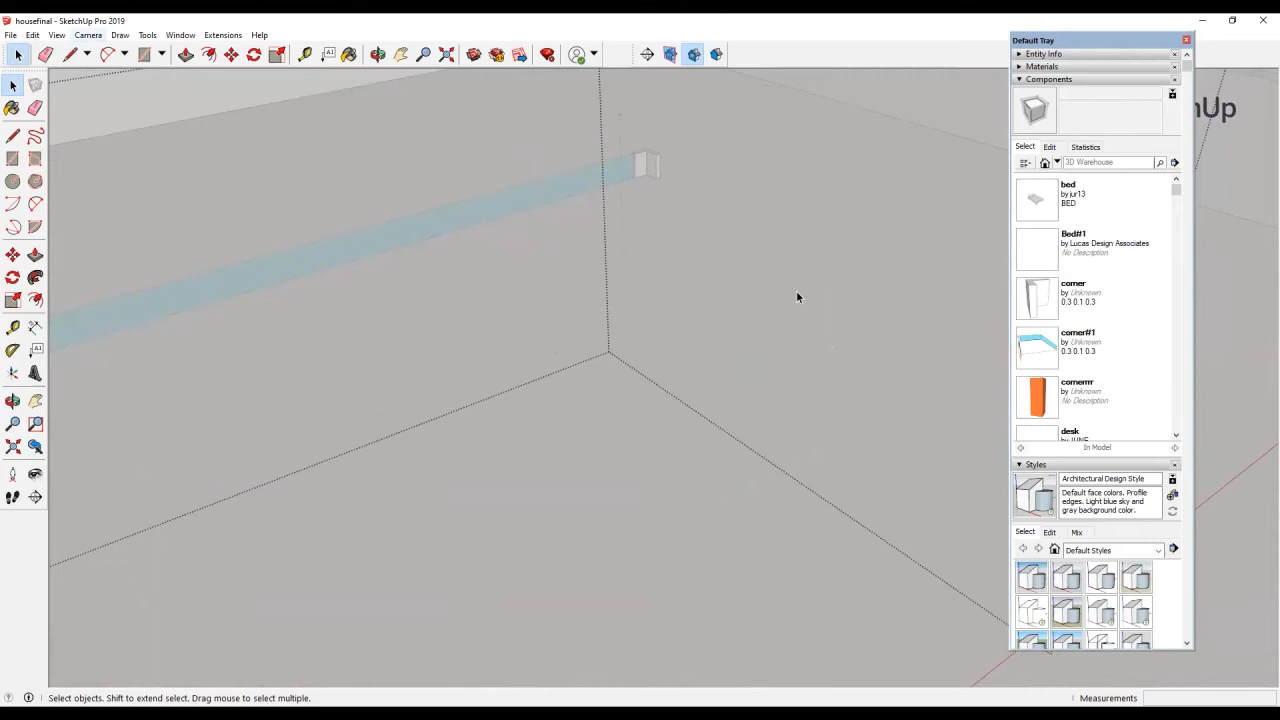 housefinal - SketchUp Pro 2019
File Edit View Camera Draw Tools Window Extensions Help
Default Tray
Entity Info
Materials
Components
Select Edit Statistics
3D Warehouse
bed
by jur13
BED
Bed#1
by Lucas Design Associates
No Description
corner
by Unknown
0.3 0.1 0.3
corner#1
by Unknown
0.3 0.1 0.3
cornerrrr
by Unknown
No Description
desk
by JUNE
In Model
Styles
Architectural Design Style
Default face colors. Profile
edges. Light blue sky and
gray background color.
Select Edit Mix
Default Styles
Select objects. Shift to extend select. Drag mouse to select multiple.
Measurements